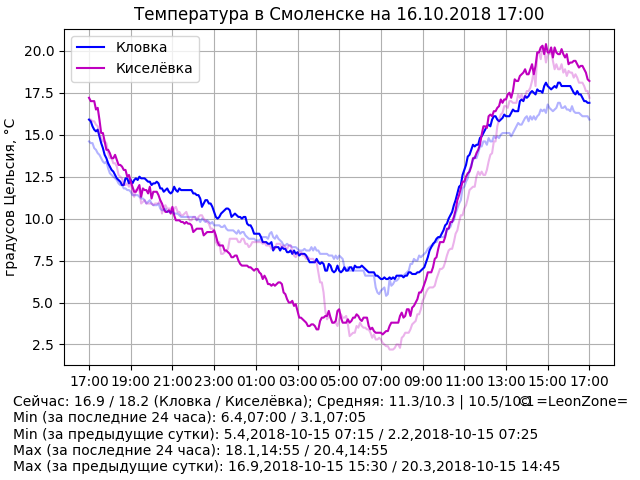 Температура в Смоленске на 16.10.2018 17:00
Кловка
Киселёвка
градусов Цельсия, °C
20.0
17.5
15.0
12.5
10.0
7.5
5.0
2.5
17:00 19:00 21:00 23:00 01:00 03:00 05:00 07:00 09:00 11:00 13:00 15:00 17:00
Сейчас: 16.9 / 18.2 (Кловка / Киселёвка); Средняя: 11.3/10.3 | 10.5/10.1 © =LeonZone=
Min (за последние 24 часа): 6.4,07:00 / 3.1,07:05
Min (за предыдущие сутки): 5.4,2018-10-15 07:15 / 2.2,2018-10-15 07:25
Max (за последние 24 часа): 18.1,14:55 / 20.4,14:55
Max (за предыдущие сутки): 16.9,2018-10-15 15:30 / 20.3,2018-10-15 14:45